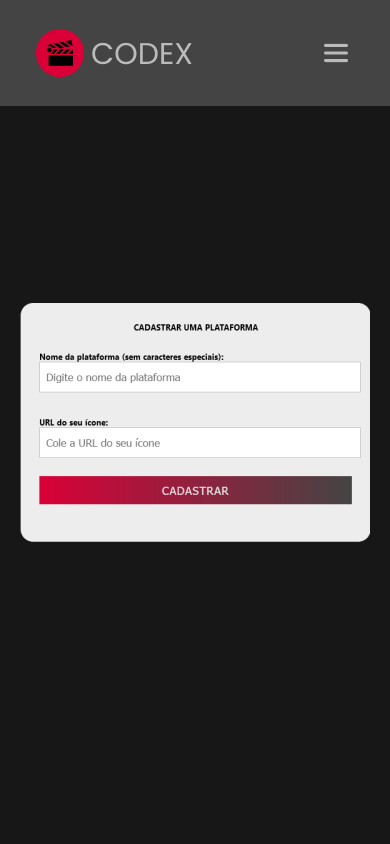 CODEX
CADASTRAR UMA PLATAFORMA
Nome da plataforma (sem caracteres especiais):
Digite o nome da plataforma
URL do seu ícone:
Cole a URL do seu ícone
CADASTRAR